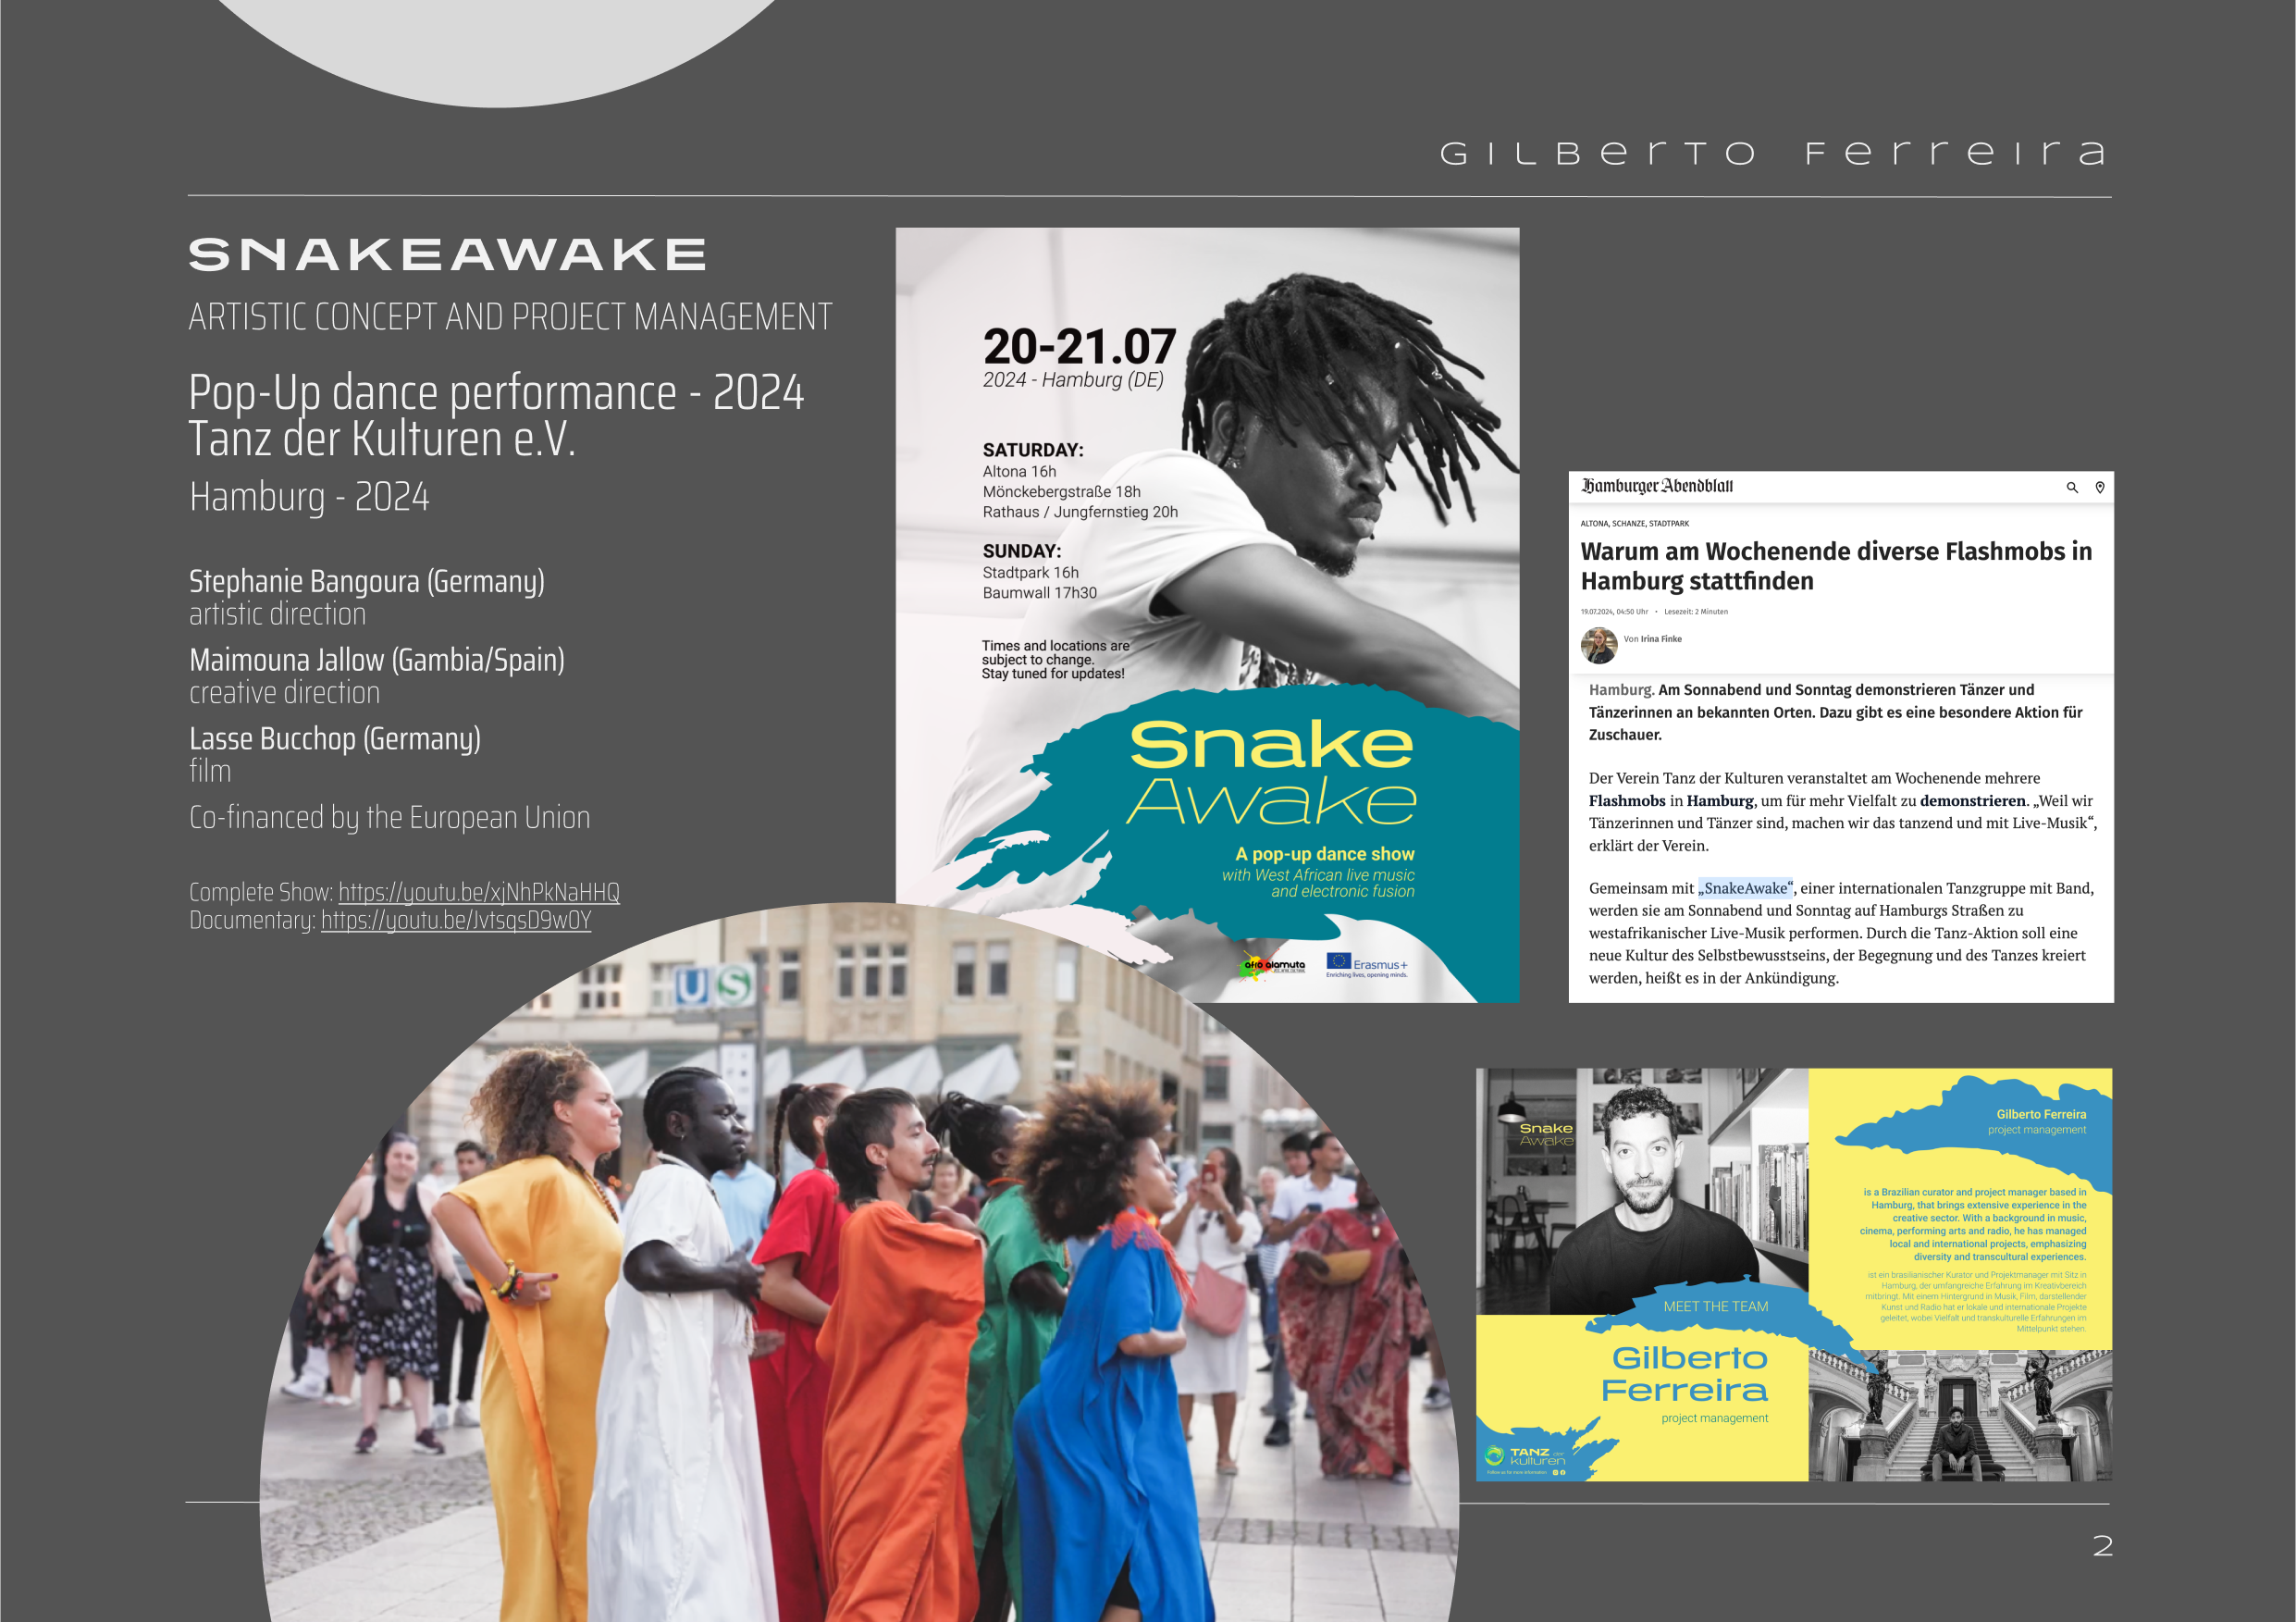 GILBERTO Ferreira
SNAKEAWAKE
ARTISTIC CONCEPT AND PROJECT MANAGEMENT
Pop-Up dance performance - 2024
Tanz der Kulturen e.V.
Hamburg - 2024
Stephanie Bangoura (Germany)
artistic direction
Maimouna Jallow (Gambia/Spain)
creative direction
Lasse Bucchop (Germany)
film
Co-financed by the European Union
Complete Show: https://youtu.be/xjNhPkNaHHQ
Documentary: https://youtu.be/JvtsqsD9w0Y
20-21.07
2024 - Hamburg (DE)
SATURDAY:
Altona 16h
Mönckebergstraße 18h
Rathaus / Jungfernstieg 20h
SUNDAY:
Stadtpark 16h
Baumwall 17h30
Times and locations are
subject to change.
Stay tuned for updates!
Snake
Awake
A pop-up dance show
with West African live music
and electronic fusion
afro alamuta
Erasmus+
Enriching lives, opening minds.
Hamburger Abendblatt
ALTONA, SCHANZE, STADTPARK
Warum am Wochenende diverse Flashmobs in
Hamburg stattfinden
19.07.2024, 04:50 Uhr • Lesezeit: 2 Minuten
Von Irina Finke
Hamburg. Am Sonnabend und Sonntag demonstrieren Tänzer und
Tänzerinnen an bekannten Orten. Dazu gibt es eine besondere Aktion für
Zuschauer.
Der Verein Tanz der Kulturen veranstaltet am Wochenende mehrere
Flashmobs in Hamburg, um für mehr Vielfalt zu demonstrieren. „Weil wir
Tänzerinnen und Tänzer sind, machen wir das tanzend und mit Live-Musik“,
erklärt der Verein.
Gemeinsam mit „SnakeAwake“, einer internationalen Tanzgruppe mit Band,
werden sie am Sonnabend und Sonntag auf Hamburgs Straßen zu
westafrikanischer Live-Musik performen. Durch die Tanz-Aktion soll eine
neue Kultur des Selbstbewusstseins, der Begegnung und des Tanzes kreiert
werden, heißt es in der Ankündigung.
U S
Snake
Awake
MEET THE TEAM
Gilberto
Ferreira
project management
TANZ der
kulturen
Follow us for more information
Gilberto Ferreira
project management
is a Brazilian curator and project manager based in
Hamburg, that brings extensive experience in the
creative sector. With a background in music,
cinema, performing arts and radio, he has managed
local and international projects, emphasizing
diversity and transcultural experiences.
ist ein brasilianischer Kurator und Projektmanager mit Sitz in
Hamburg, der umfangreiche Erfahrung im Kreativbereich
mitbringt. Mit einem Hintergrund in Musik, Film, darstellender
Kunst und Radio hat er lokale und internationale Projekte
geleitet, wobei Vielfalt und transkulturelle Erfahrungen im
Mittelpunkt stehen.
2